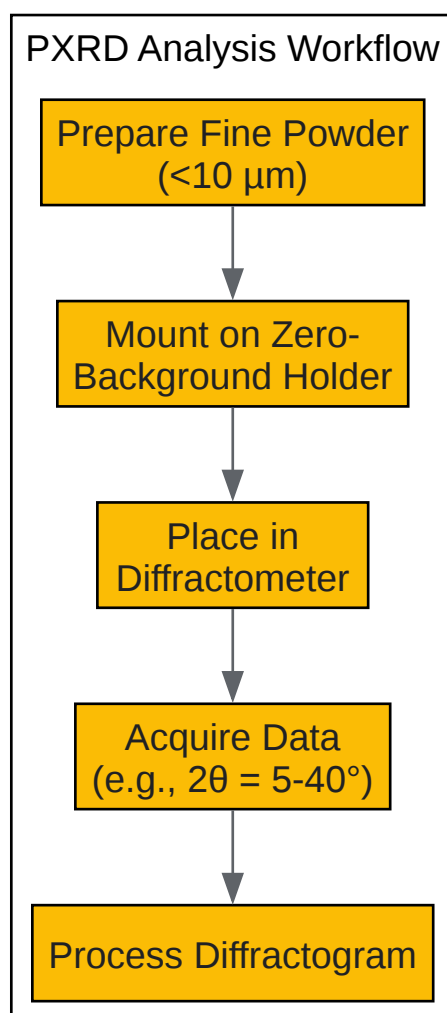 PXRD Analysis Workflow
Prepare Fine Powder
(<10 µm)
Mount on Zero-
Background Holder
Place in
Diffractometer
Acquire Data
(e.g., 2θ = 5-40°)
Process Diffractogram